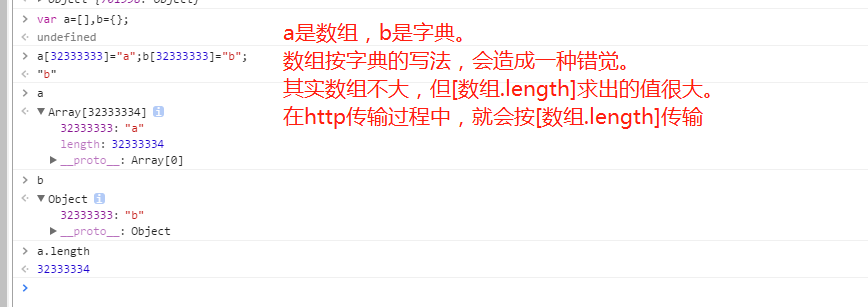 Object {701998: Object}
> var a=[],b={};
undefined
> a[32333333]="a";b[32333333]="b";
"b"
> a
▼Array[32333334] i
32333333: "a"
length: 32333334
▶__proto__: Array[0]
> b
▼Object i
32333333: "b"
▶__proto__: Object
> a.length
32333334
>
a是数组，b是字典。
数组按字典的写法，会造成一种错觉。
其实数组不大，但[数组.length]求出的值很大。
在http传输过程中，就会按[数组.length]传输